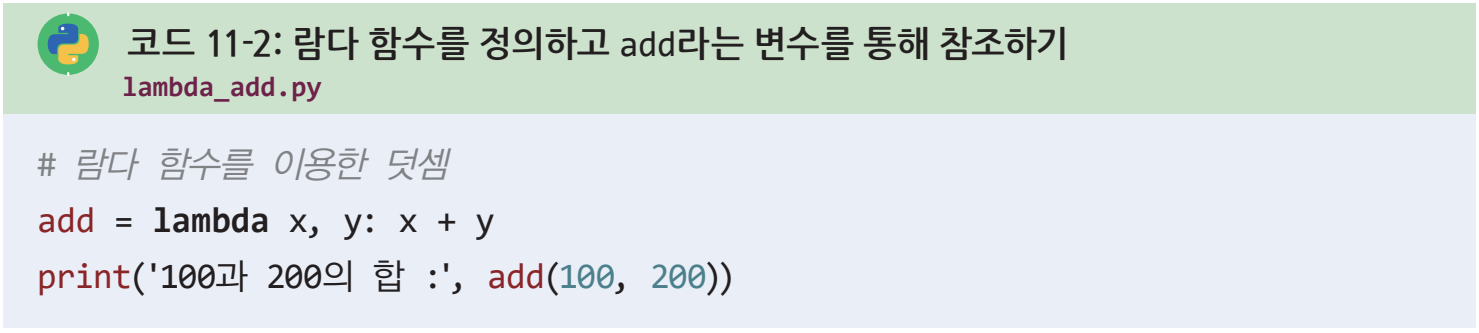 코드 11-2: 람다 함수를 정의하고 add라는 변수를 통해 참조하기
lambda_add.py
# 람다 함수를 이용한 덧셈
add = lambda x, y: x + y
print('100과 200의 합 :', add(100, 200))